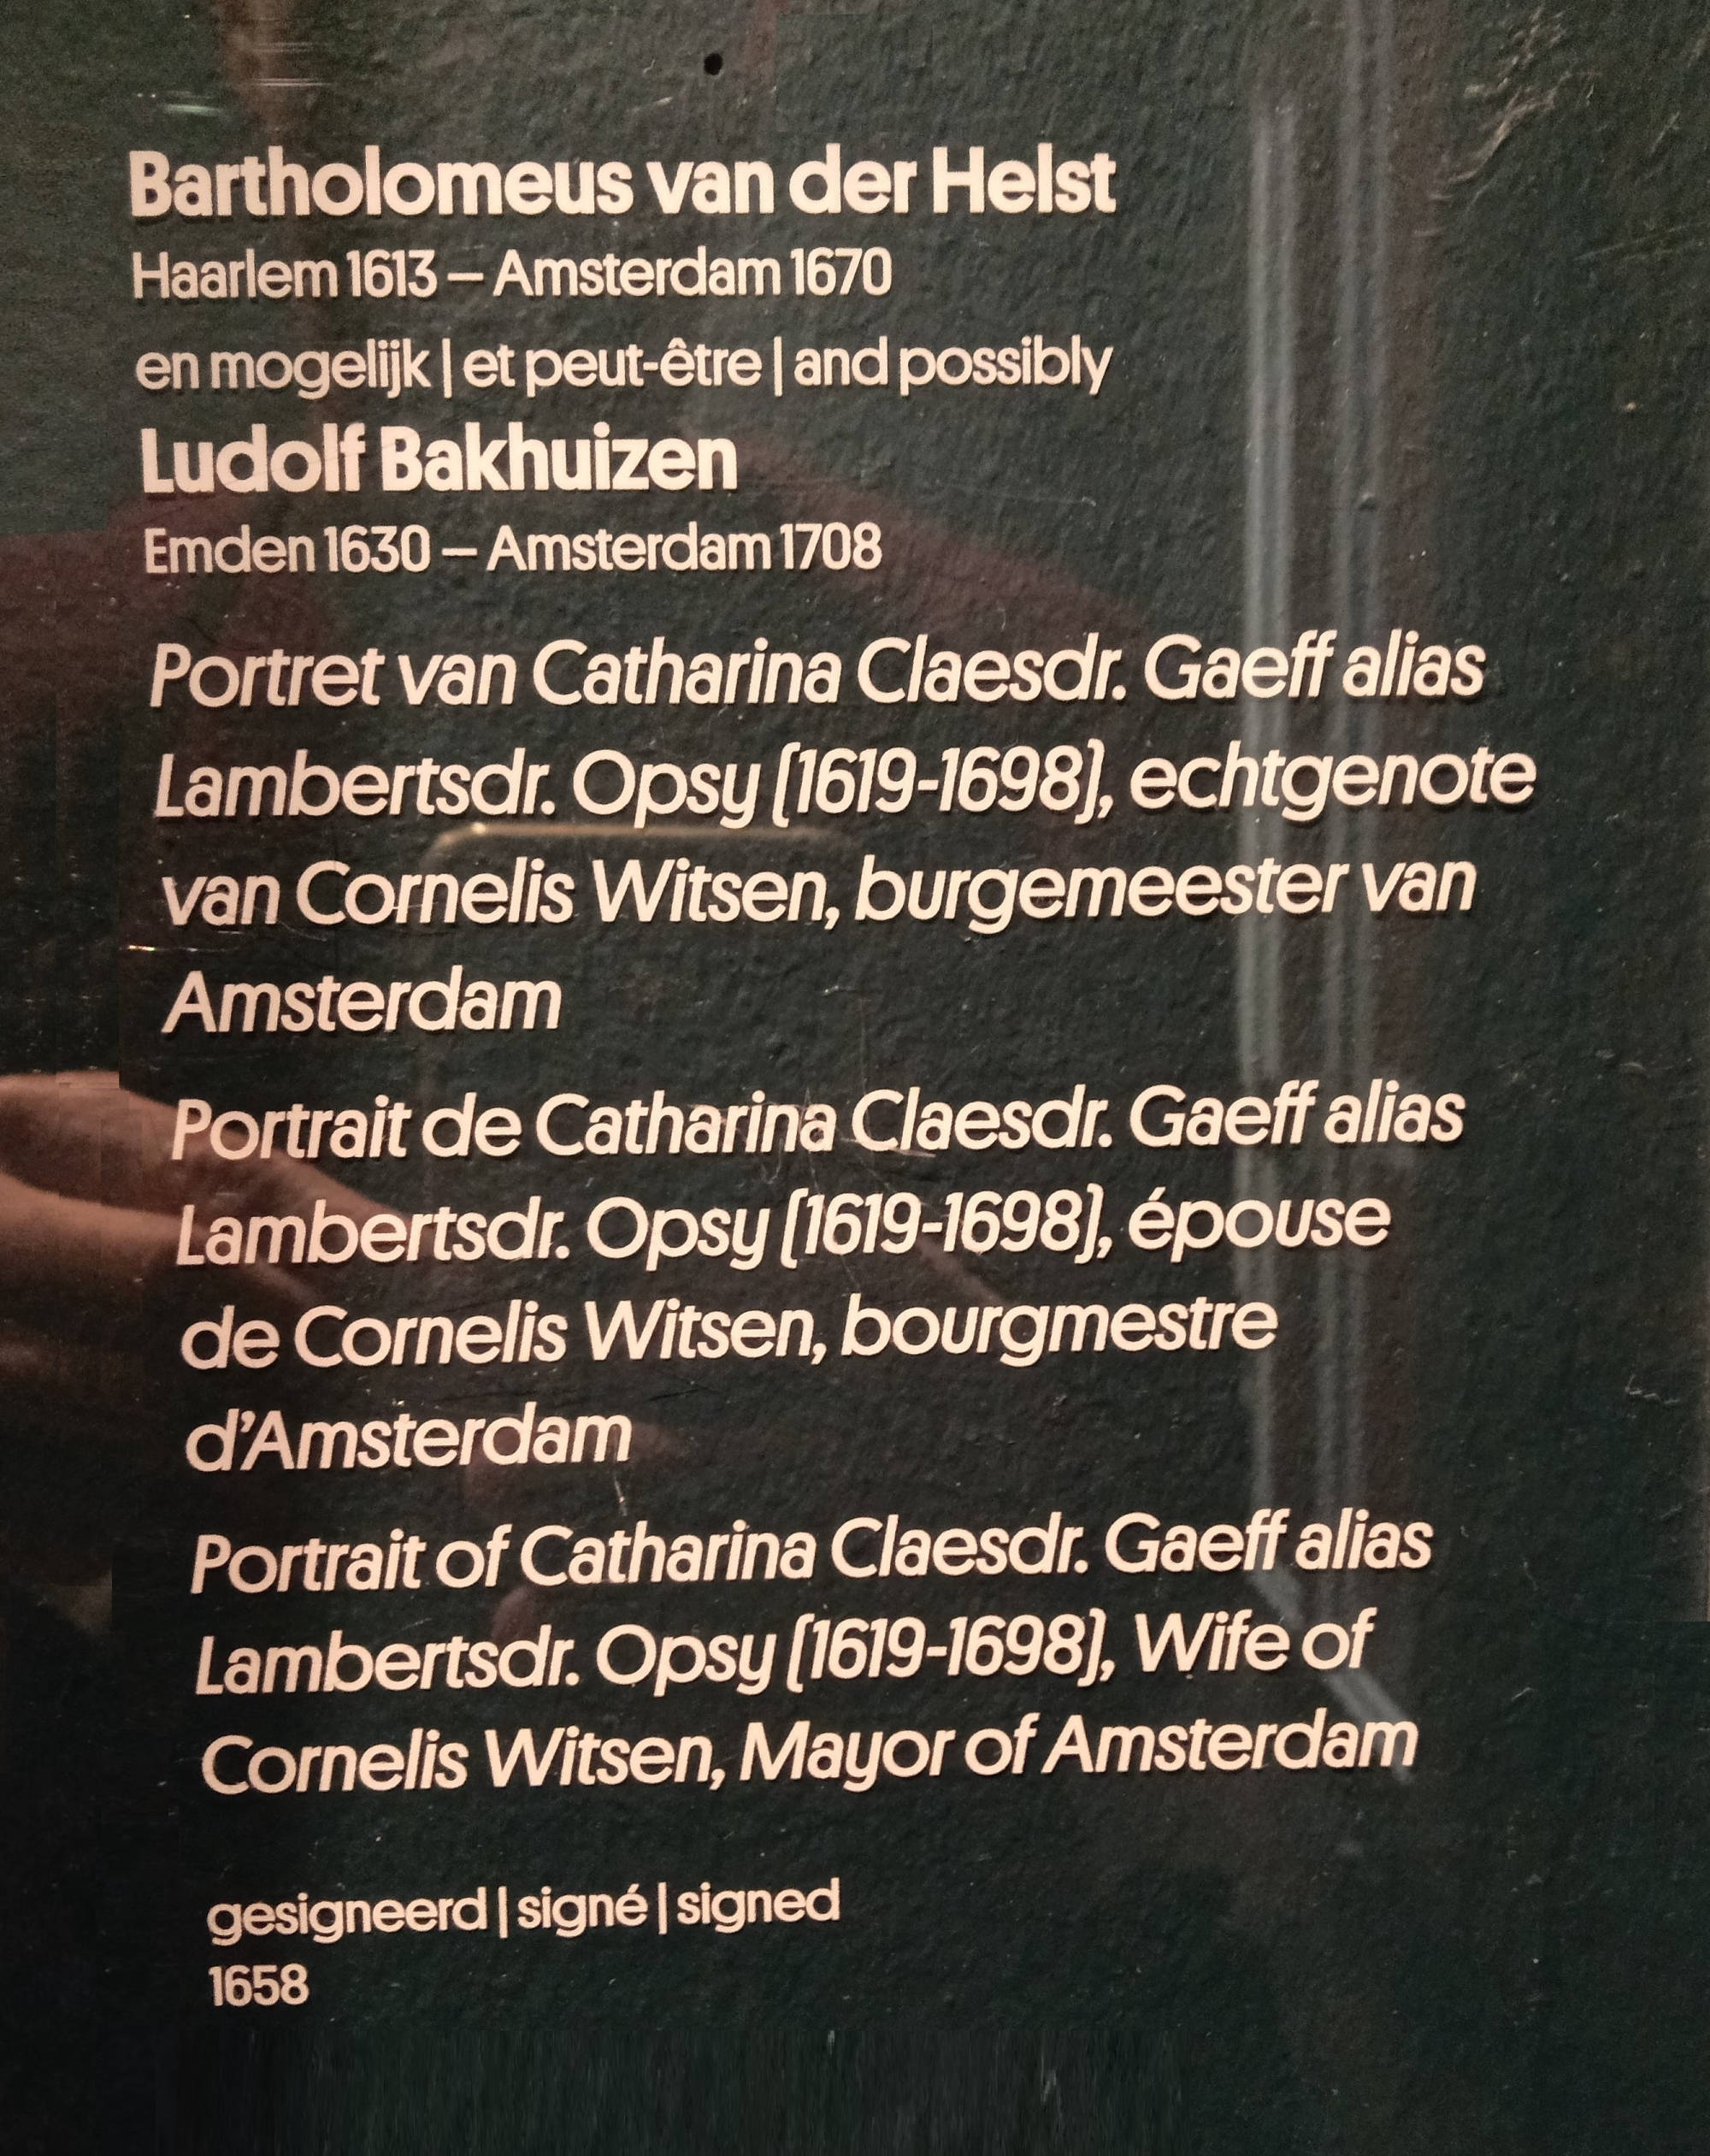 Bartholomeus van der Helst
Haarlem 1613 – Amsterdam 1670
en mogelijk | et peut-être | and possibly
Ludolf Bakhuizen
Emden 1630 – Amsterdam 1708
Portret van Catharina Claesdr. Gaeff alias
Lambertsdr. Opsy (1619-1698), echtgenote
van Cornelis Witsen, burgemeester van
Amsterdam
Portrait de Catharina Claesdr. Gaeff alias
Lambertsdr. Opsy (1619-1698), épouse
de Cornelis Witsen, bourgmestre
d’Amsterdam
Portrait of Catharina Claesdr. Gaeff alias
Lambertsdr. Opsy (1619-1698), Wife of
Cornelis Witsen, Mayor of Amsterdam
gesigneerd | signé | signed
1658